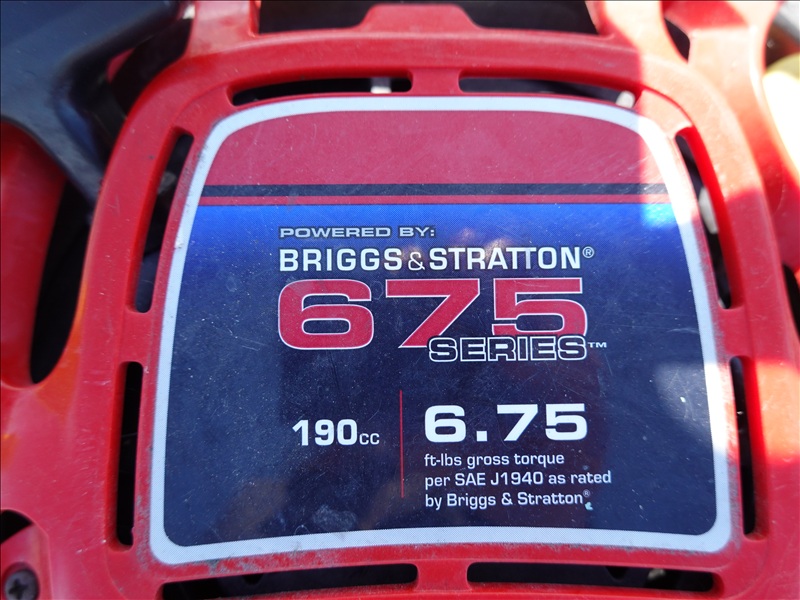 POWERED BY:
BRIGGS & STRATTON®
675
SERIES™
190cc
6.75
ft-lbs gross torque
per SAE J1940 as rated
by Briggs & Stratton®